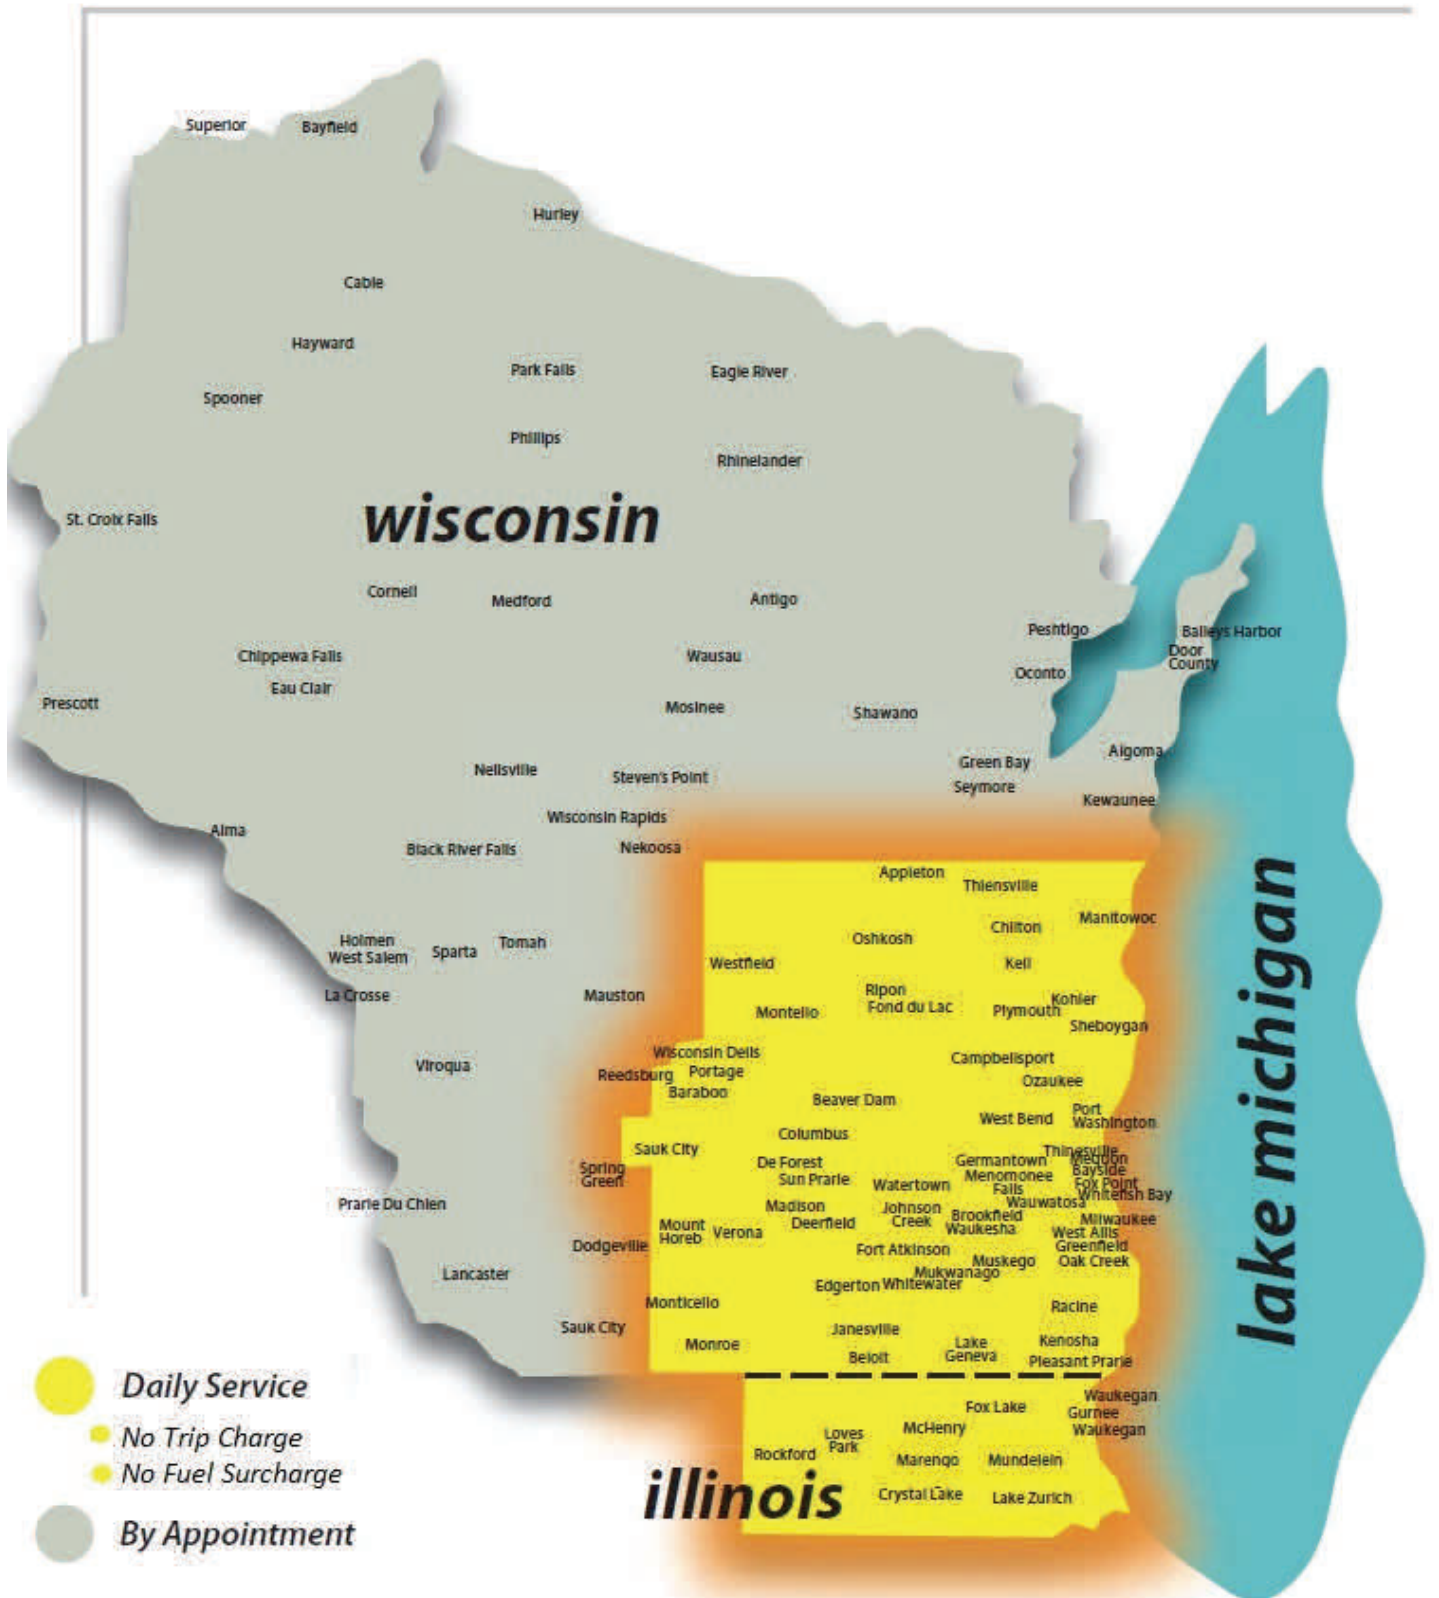 Superior
Bayfield
Hurley
Cable
Hayward
Park Falls
Eagle River
Spooner
Phillips
Rhinelander
wisconsin
St. Croix Falls
Cornell
Medford
Antigo
Peshtigo
Baileys Harbor
Door
County
Chippewa Falls
Wausau
Oconto
Eau Clair
Prescott
Mosinee
Shawano
Algoma
Green Bay
Neilsville
Steven's Point
Seymore
Kewaunee
Wisconsin Rapids
Alma
Black River Falls
Nekoosa
Appleton
Thiensville
Manitowoc
Chilton
Oshkosh
Holmen
West Salem
Sparta
Tomah
Westfield
Kell
La Crosse
Mauston
Ripon
Fond du Lac
Kohler
Plymouth
Montello
Sheboygan
lake michigan
Wisconsin Dells
Campbellsport
Viroqua
Reedsburg
Portage
Ozaukee
Baraboo
Beaver Dam
West Bend
Port
Washington
Columbus
Sauk City
Thinesville
Mequon
Germantown
De Forest
Spring
Green
Bayside
Sun Prarie
Menomonee
Falls
Fox Point
Watertown
Whitefish Bay
Wauwatosa
Prarie Du Chien
Madison
Johnson
Creek
Brookfield
Milwaukee
Deerfield
Mount
Horeb
Verona
Waukesha
West Allis
Greenfield
Dodgeville
Fort Atkinson
Muskego
Oak Creek
Lancaster
Mukwanago
Edgerton
Whitewater
Monticello
Racine
Sauk City
Janesville
Monroe
Lake
Geneva
Kenosha
Beloit
Pleasant Prarie
Daily Service
No Trip Charge
No Fuel Surcharge
By Appointment
Waukegan
Fox Lake
Gurnee
McHenry
Waukegan
Loves
Park
Rockford
Marengo
Mundelein
illinois
Crystal Lake
Lake Zurich